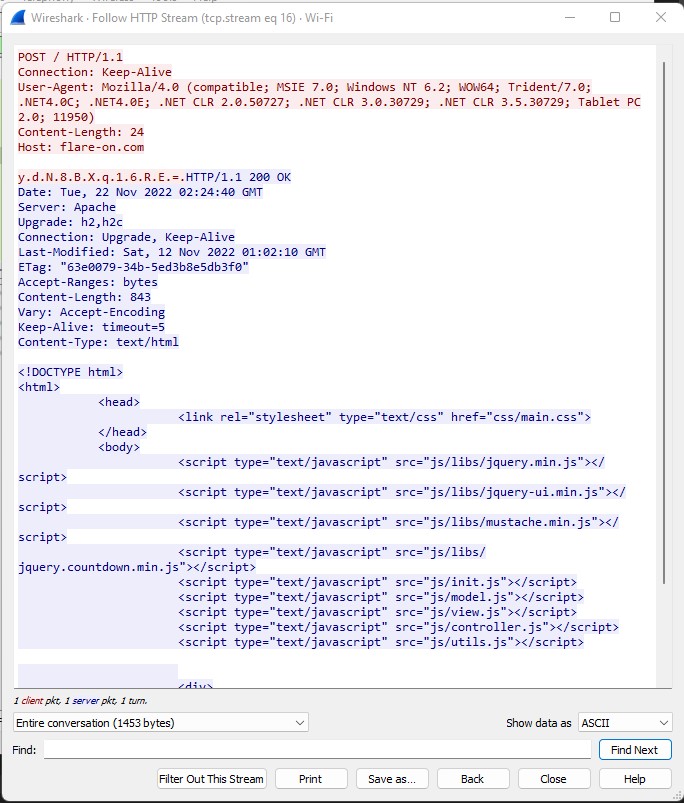 Wireshark · Follow HTTP Stream (tcp.stream eq 16) · Wi-Fi
POST / HTTP/1.1
Connection: Keep-Alive
User-Agent: Mozilla/4.0 (compatible; MSIE 7.0; Windows NT 6.2; WOW64; Trident/7.0;
.NET4.0C; .NET4.0E; .NET CLR 2.0.50727; .NET CLR 3.0.30729; .NET CLR 3.5.30729; Tablet PC
2.0; 11950)
Content-Length: 24
Host: flare-on.com
y.d.N.8.B.X.q.1.6.R.E.=.HTTP/1.1 200 OK
Date: Tue, 22 Nov 2022 02:24:40 GMT
Server: Apache
Upgrade: h2,h2c
Connection: Upgrade, Keep-Alive
Last-Modified: Sat, 12 Nov 2022 01:02:10 GMT
ETag: "63e0079-34b-5ed3b8e5db3f0"
Accept-Ranges: bytes
Content-Length: 843
Vary: Accept-Encoding
Keep-Alive: timeout=5
Content-Type: text/html
<!DOCTYPE html>
<html>
<head>
<link rel="stylesheet" type="text/css" href="css/main.css">
</head>
<body>
<script type="text/javascript" src="js/libs/jquery.min.js"></
script>
<script type="text/javascript" src="js/libs/jquery-ui.min.js"></
script>
<script type="text/javascript" src="js/libs/mustache.min.js"></
script>
<script type="text/javascript" src="js/libs/
jquery.countdown.min.js"></script>
<script type="text/javascript" src="js/init.js"></script>
<script type="text/javascript" src="js/model.js"></script>
<script type="text/javascript" src="js/view.js"></script>
<script type="text/javascript" src="js/controller.js"></script>
<script type="text/javascript" src="js/utils.js"></script>
<div>
1 client pkt, 1 server pkt, 1 turn.
Entire conversation (1453 bytes) Show data as ASCII
Find: Find Next
Filter Out This Stream Print Save as... Back Close Help